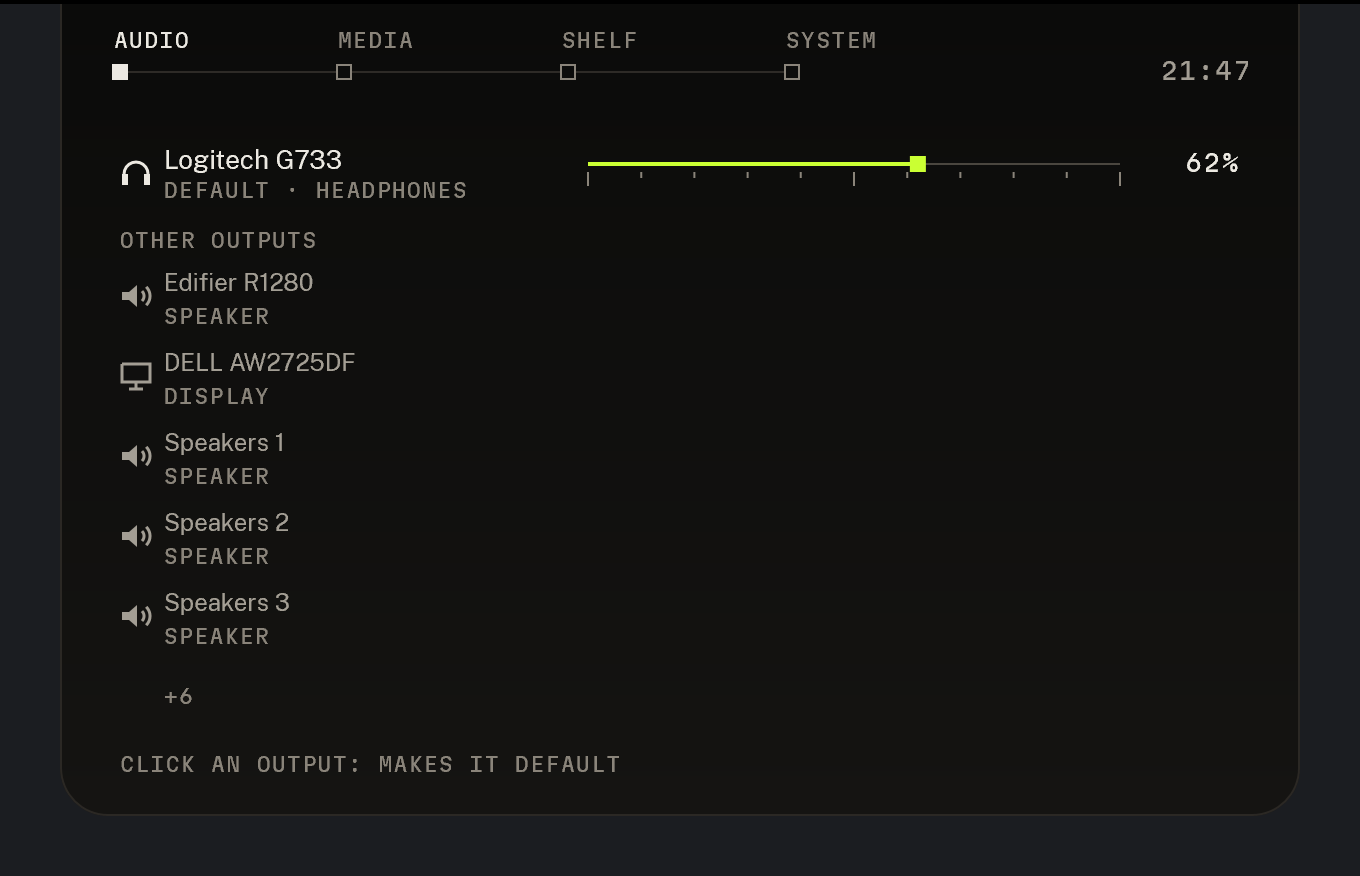 AUDIO MEDIA SHELF SYSTEM
21:47
Logitech G733
62%
DEFAULT · HEADPHONES
OTHER OUTPUTS
Edifier R1280
SPEAKER
DELL AW2725DF
DISPLAY
Speakers 1
SPEAKER
Speakers 2
SPEAKER
Speakers 3
SPEAKER
+6
CLICK AN OUTPUT: MAKES IT DEFAULT